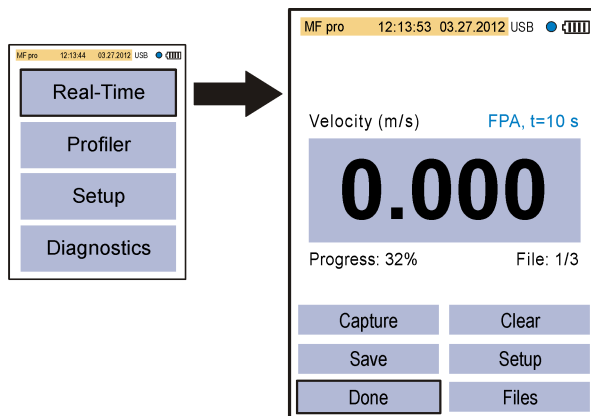 MF pro 12:13:44 03.27.2012 USB
Real-Time
Profiler
Setup
Diagnostics
MF pro 12:13:53 03.27.2012 USB
Velocity (m/s) FPA, t=10 s
0.000
Progress: 32% File: 1/3
Capture Clear
Save Setup
Done Files